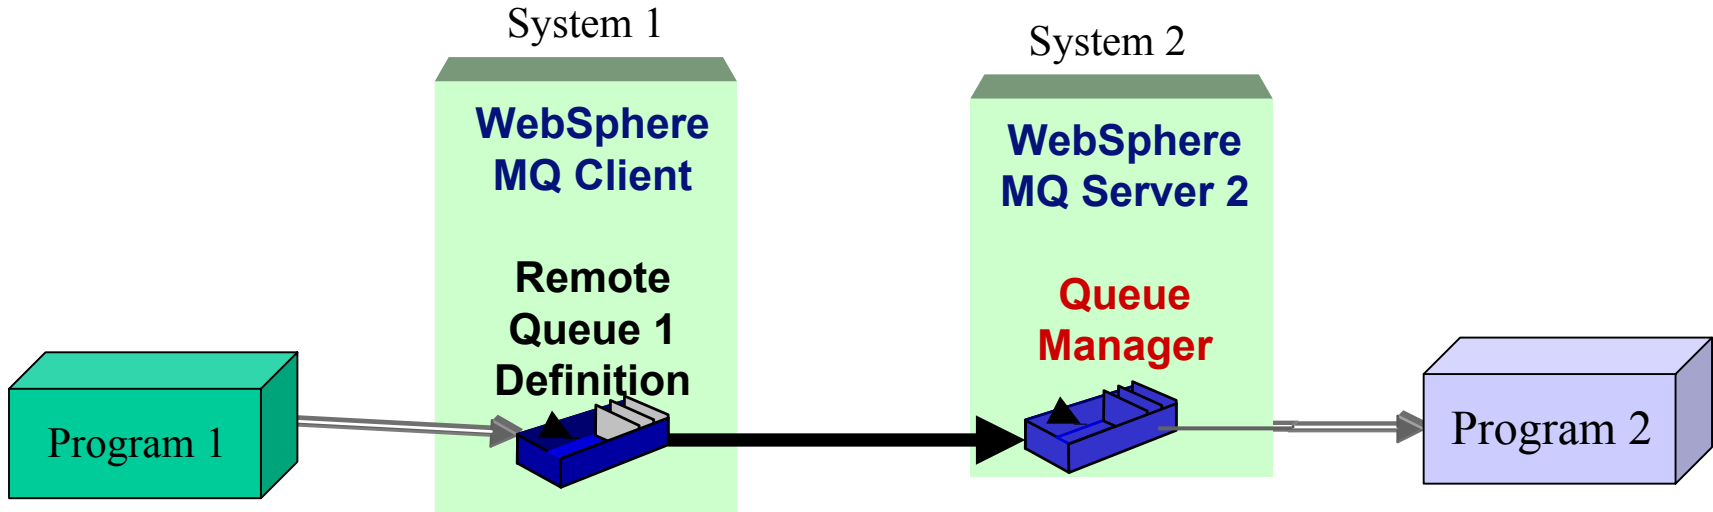 System 1
System 2
WebSphere
MQ Client
WebSphere
MQ Server 2
Remote
Queue 1
Definition
Queue
Manager
Program 1
Program 2